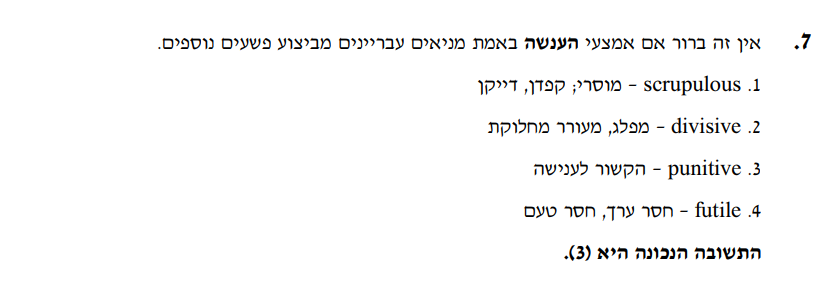 7. אין זה ברור אם אמצעי הענשה באמת מניאים עבריינים מביצוע פשעים נוספים.
1. scrupulous – מוסרי; קפדן, דייקן
2. divisive – מפלג, מעורר מחלוקת
3. punitive – הקשור לענישה
4. futile – חסר ערך, חסר טעם
התשובה הנכונה היא (3).